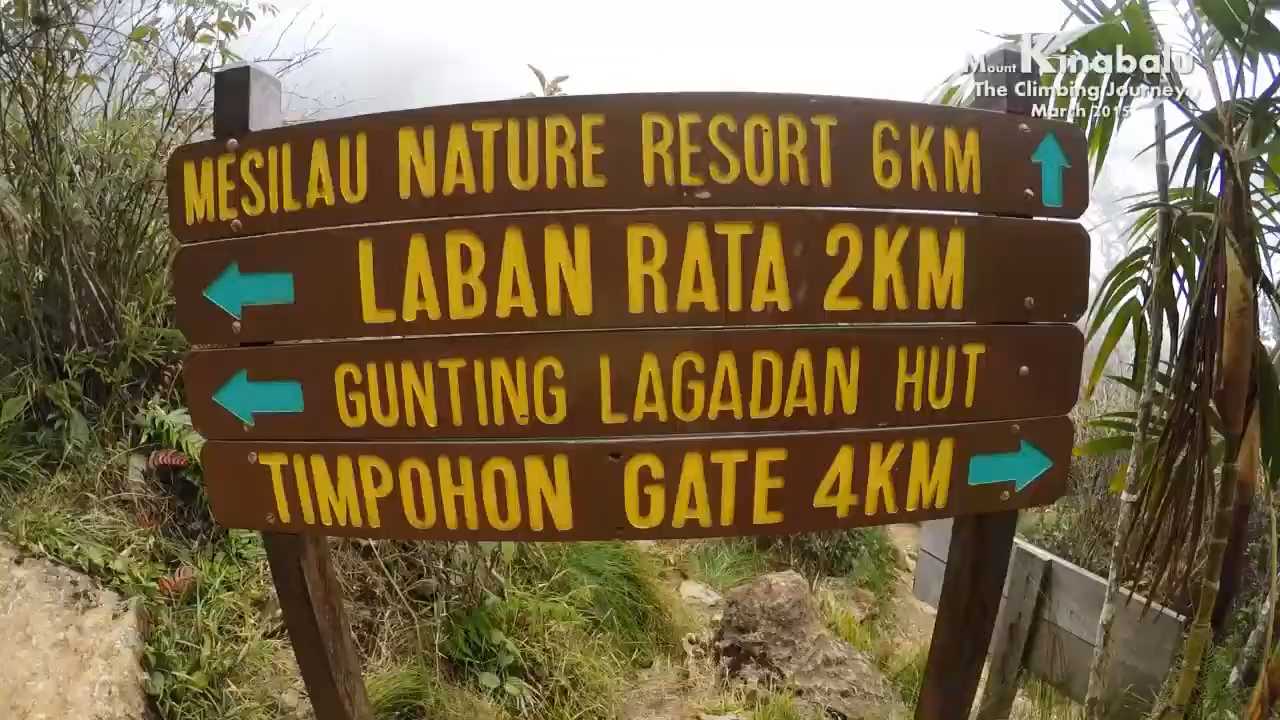 Mount Kinabalu
The Climbing Journey
March 2015
MESILAU NATURE RESORT 6KM
LABAN RATA 2KM
GUNTING LAGADAN HUT
TIMPOHON GATE 4KM